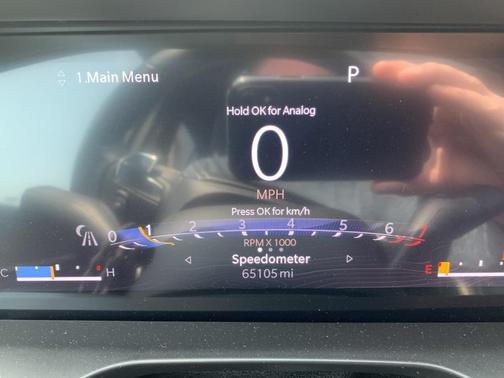 1.Main Menu
P
Hold OK for Analog
0
MPH
Press OK for km/h
0 1 2 3 4 5 6 7
RPM X 1000
Speedometer
65105 mi
C H
E